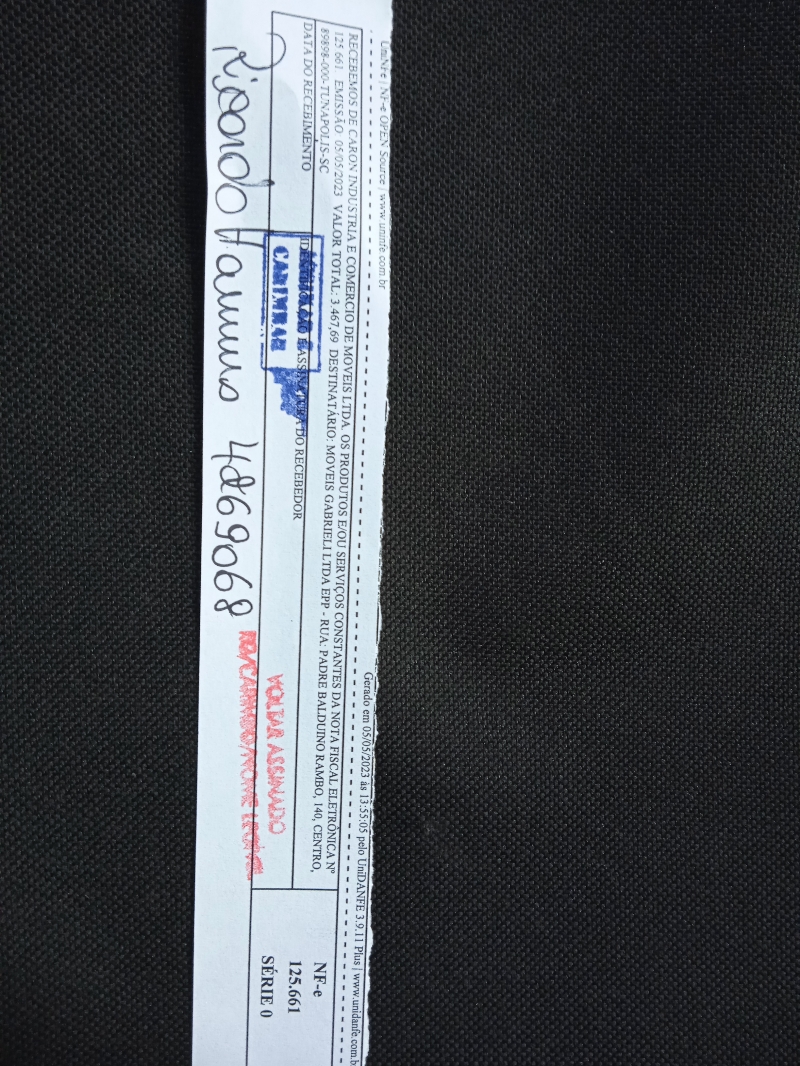 UniNFe | NF-e OPEN Source | www.uninfe.com.br
Gerado em 05/05/2023 às 13:55:05 pelo UniDANFE 3.9.11 Plus | www.unidanfe.com.b
RECEBEMOS DE CARON INDUSTRIA E COMERCIO DE MOVEIS LTDA. OS PRODUTOS E/OU SERVIÇOS CONSTANTES DA NOTA FISCAL ELETRÔNICA Nº
125.661 EMISSÃO 05/05/2023 VALOR TOTAL: 3.467,69 DESTINATÁRIO: MOVEIS GABRIELI LTDA EPP - RUA: PADRE BALDUINO RAMBO, 140, CENTRO,
89898-000-TUNAPOLIS-SC
DATA DO RECEBIMENTO
DO RECEBEDOR
CARIMBAR
VOLTAR ASSINADO
NF-e
125.661
SÉRIE 0
4269068